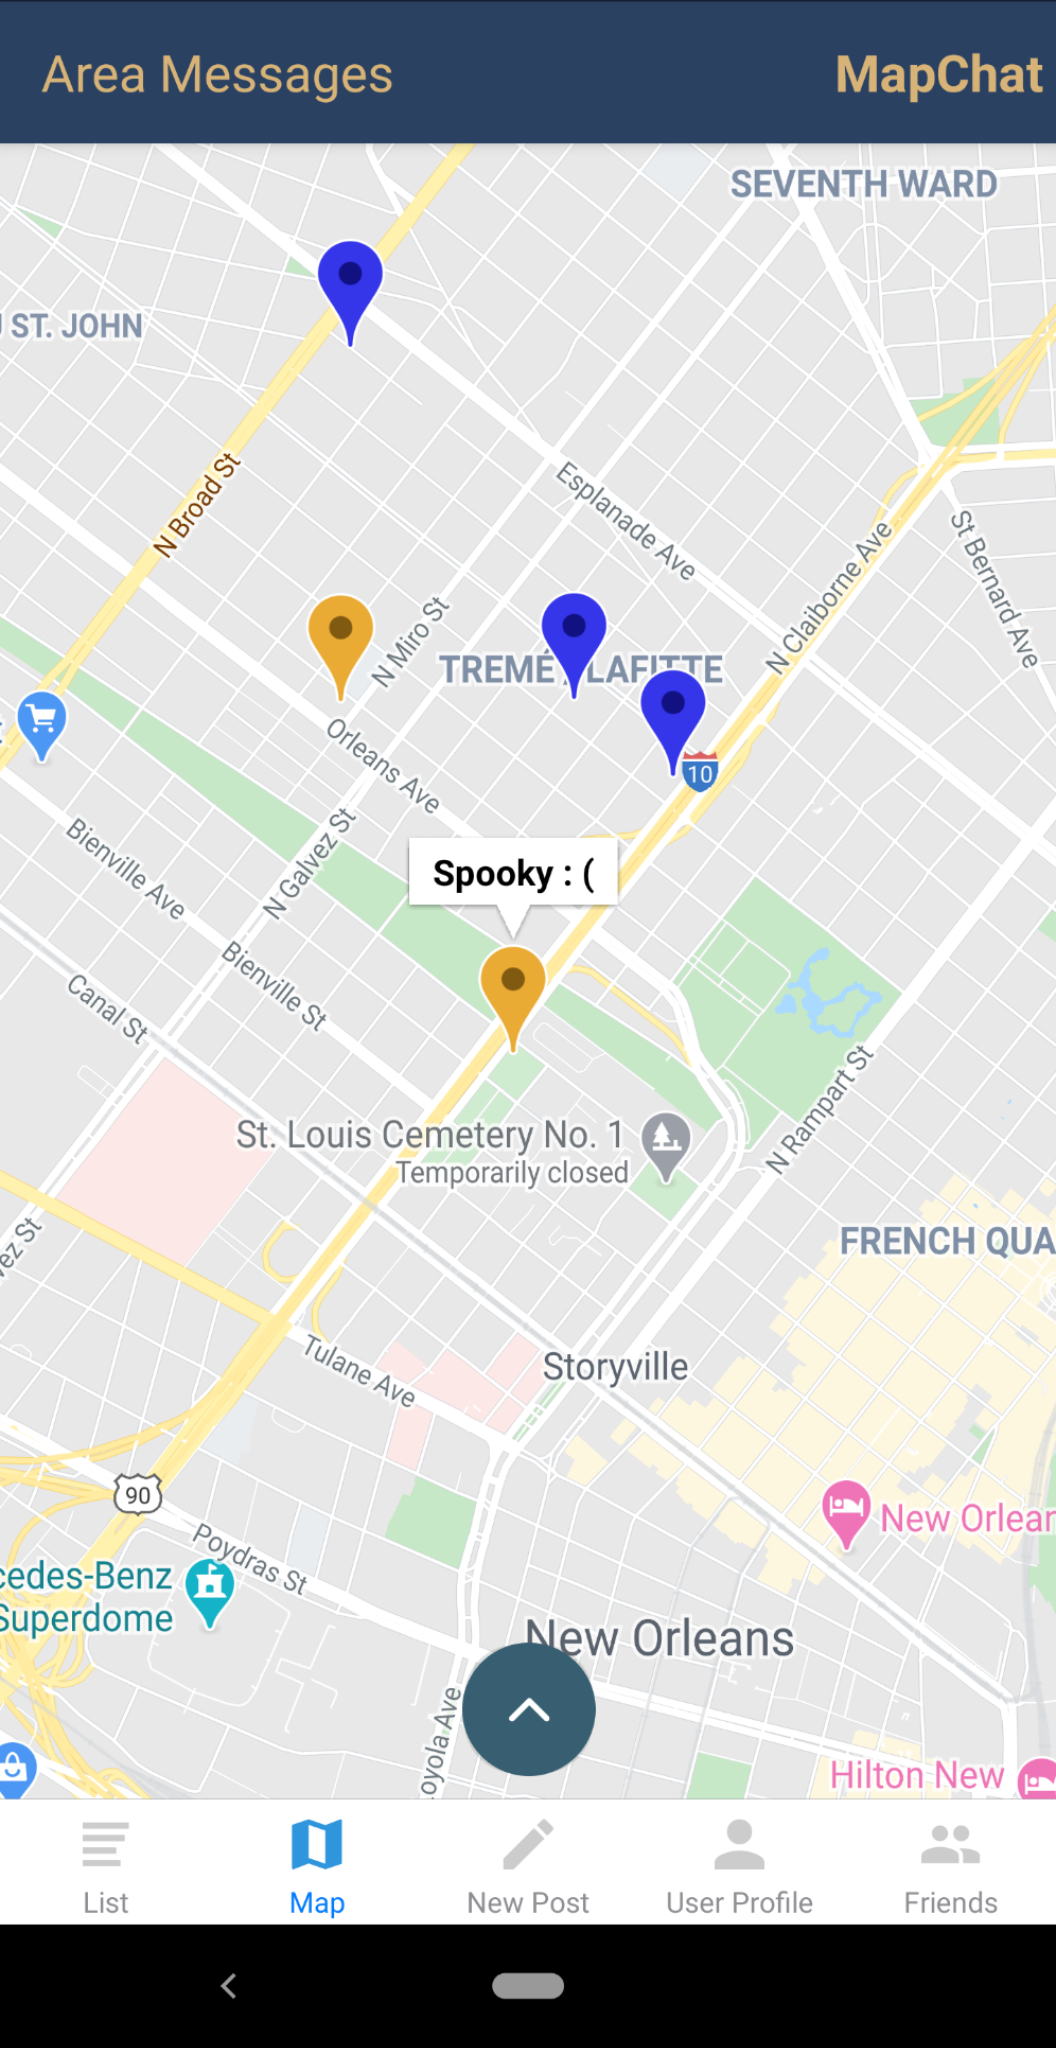 Area Messages
MapChat
SEVENTH WARD
ST. JOHN
N Broad St
Esplanade Ave
N Claiborne Ave
St Bernard Ave
N Miro St
TREMÉ LAFITTE
Orleans Ave
10
N Galvez St
Bienville Ave
Spooky : (
Bienville St
Canal St
N Rampart St
St. Louis Cemetery No. 1
Temporarily closed
vez St
FRENCH QUA
Tulane Ave
Storyville
90
New Orlear
Poydras St
cedes-Benz
Superdome
New Orleans
oyola Ave
Hilton New
List
Map
New Post
User Profile
Friends